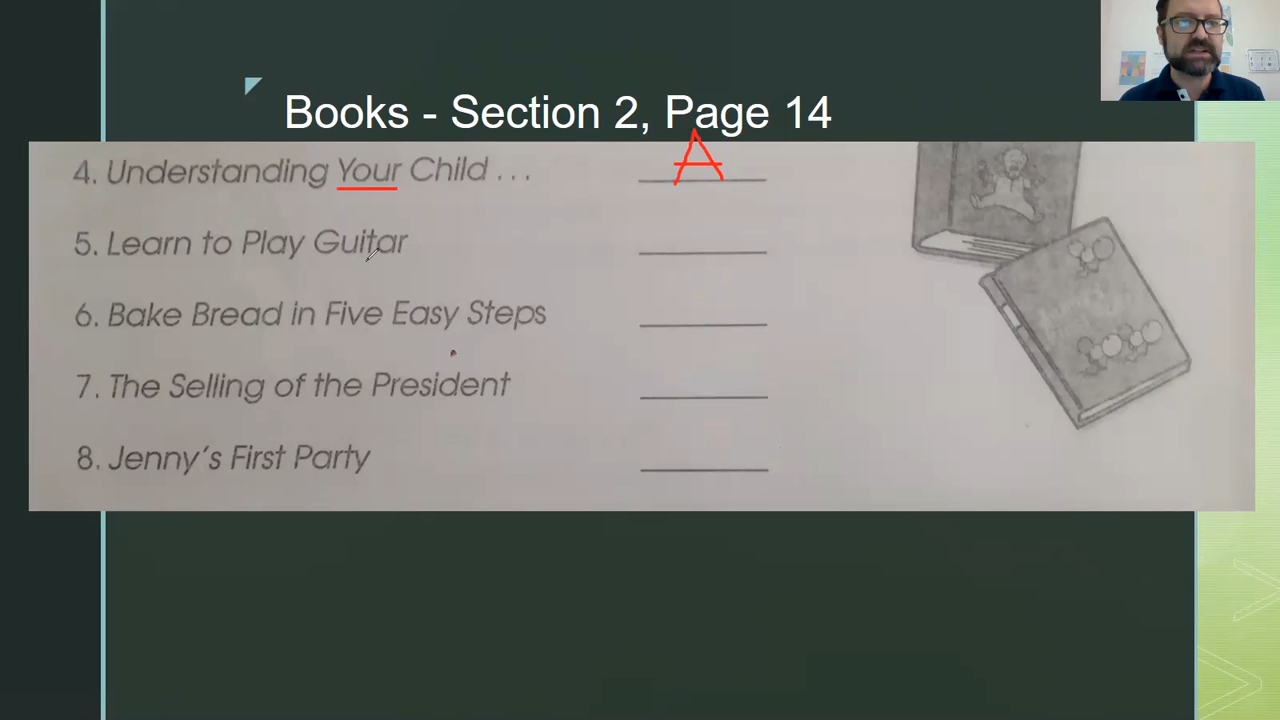 Books - Section 2, Page 14
4. Understanding Your Child . . . A
5. Learn to Play Guitar
6. Bake Bread in Five Easy Steps
7. The Selling of the President
8. Jenny's First Party